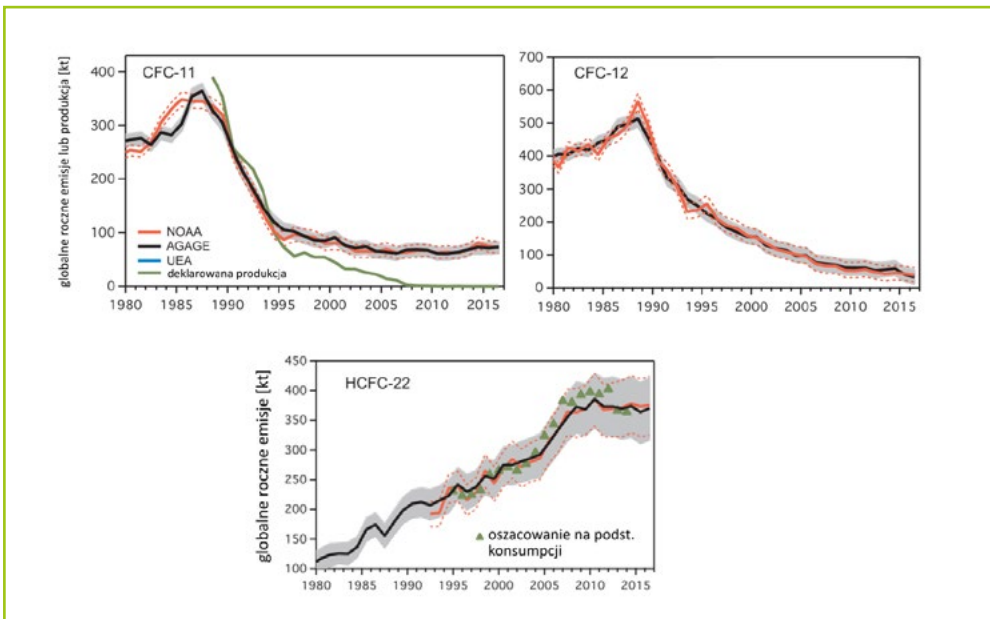 CFC-11
globalne roczne emisje lub produkcja [kt]
400
300
200
100
0
NOAA
AGAGE
UEA
deklarowana produkcja
1980 1985 1990 1995 2000 2005 2010 2015
CFC-12
700
600
500
400
300
200
100
0
1980 1985 1990 1995 2000 2005 2010 2015
HCFC-22
globalne roczne emisje [kt]
450
400
350
300
250
200
150
100
oszacowanie na podst.
konsumpcji
1980 1985 1990 1995 2000 2005 2010 2015